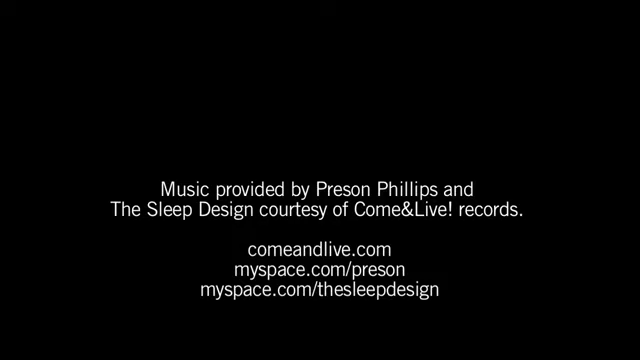 Music provided by Preson Phillips and
The Sleep Design courtesy of Come&Live! records.
comeandlive.com
myspace.com/preson
myspace.com/thesleepdesign